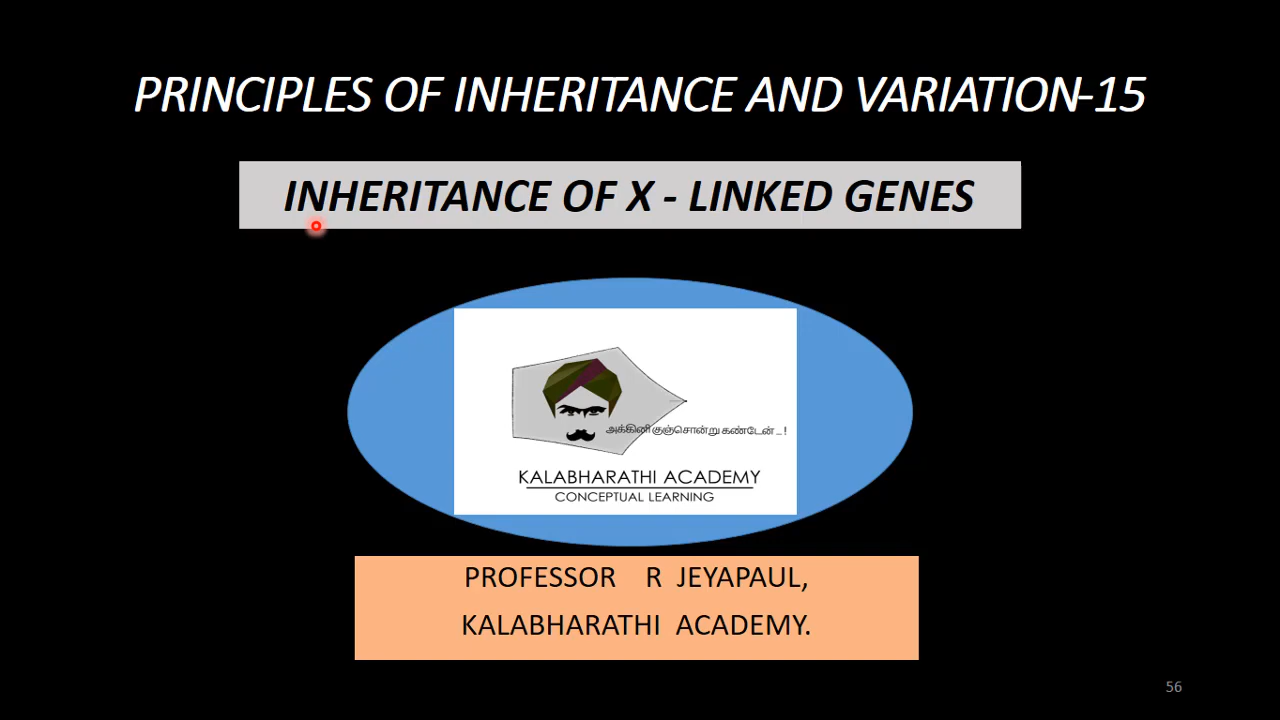 PRINCIPLES OF INHERITANCE AND VARIATION-15
INHERITANCE OF X - LINKED GENES
அக்கினி குஞ்சொன்று கண்டேன் ... !
KALABHARATHI ACADEMY
CONCEPTUAL LEARNING
PROFESSOR R JEYAPAUL,
KALABHARATHI ACADEMY.
56